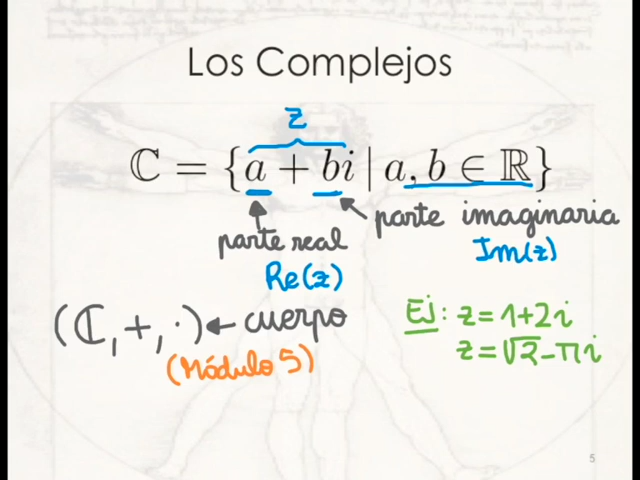 Los Complejos
z
ℂ = {a + bi | a, b ∈ ℝ}
parte real
Re(z)
parte imaginaria
Im(z)
(ℂ, +, ·) ← cuerpo
(Módulo 5)
Ej: z = 1+2i
z = √2 - πi
5